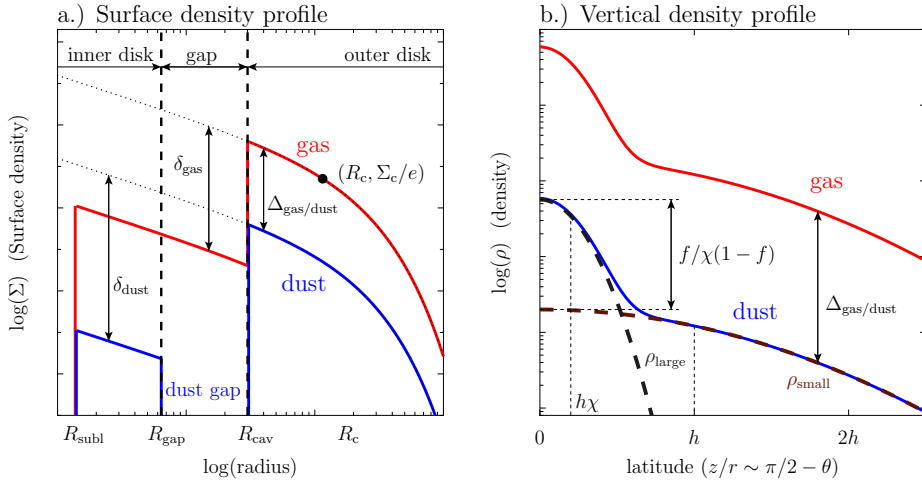 a.) Surface density profile
inner disk
gap
outer disk
gas
(R_c, Σ_c/e)
δ_gas
Δ_gas/dust
dust
δ_dust
dust gap
log(Σ) (Surface density)
R_subl
R_gap
R_cav
R_c
log(radius)
b.) Vertical density profile
gas
f/χ(1 − f)
dust
Δ_gas/dust
ρ_large
ρ_small
hχ
log(ρ) (density)
0
h
2h
latitude (z/r ∼ π/2 − θ)